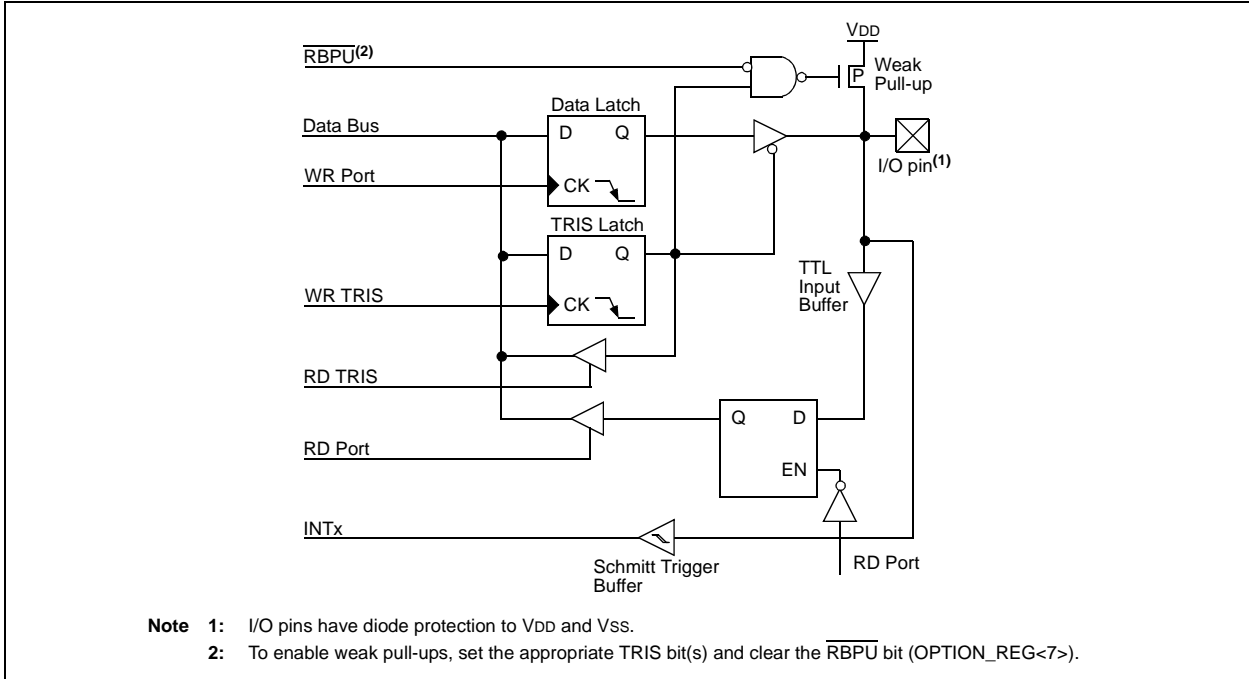 VDD
RBPU(2)
Weak
Pull-up
P
Data Latch
Data Bus
D Q
I/O pin(1)
WR Port
CK
TRIS Latch
D Q
TTL
Input
Buffer
WR TRIS
CK
RD TRIS
Q D
RD Port
EN
INTx
Schmitt Trigger
Buffer
RD Port
Note 1: I/O pins have diode protection to VDD and VSS.
2: To enable weak pull-ups, set the appropriate TRIS bit(s) and clear the RBPU bit (OPTION_REG<7>).